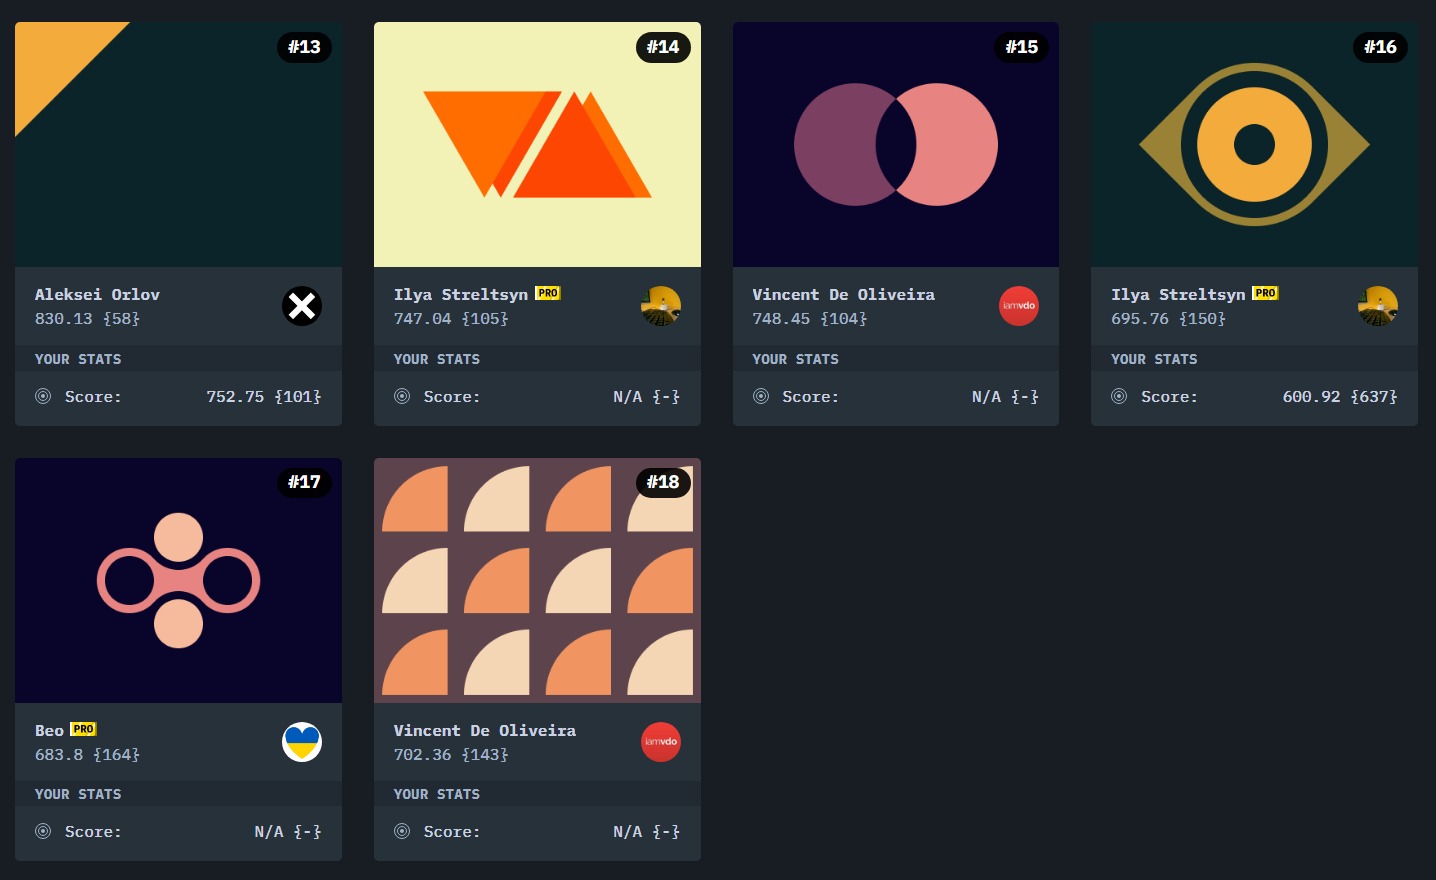 #13
#14
#15
#16
Aleksei Orlov
830.13 {58}
Ilya Streltsyn PRO
747.04 {105}
Vincent De Oliveira
748.45 {104}
iamvdo
Ilya Streltsyn PRO
695.76 {150}
YOUR STATS
YOUR STATS
YOUR STATS
YOUR STATS
Score: 752.75 {101}
Score: N/A {-}
Score: N/A {-}
Score: 600.92 {637}
#17
#18
Beo PRO
683.8 {164}
Vincent De Oliveira
702.36 {143}
iamvdo
YOUR STATS
YOUR STATS
Score: N/A {-}
Score: N/A {-}